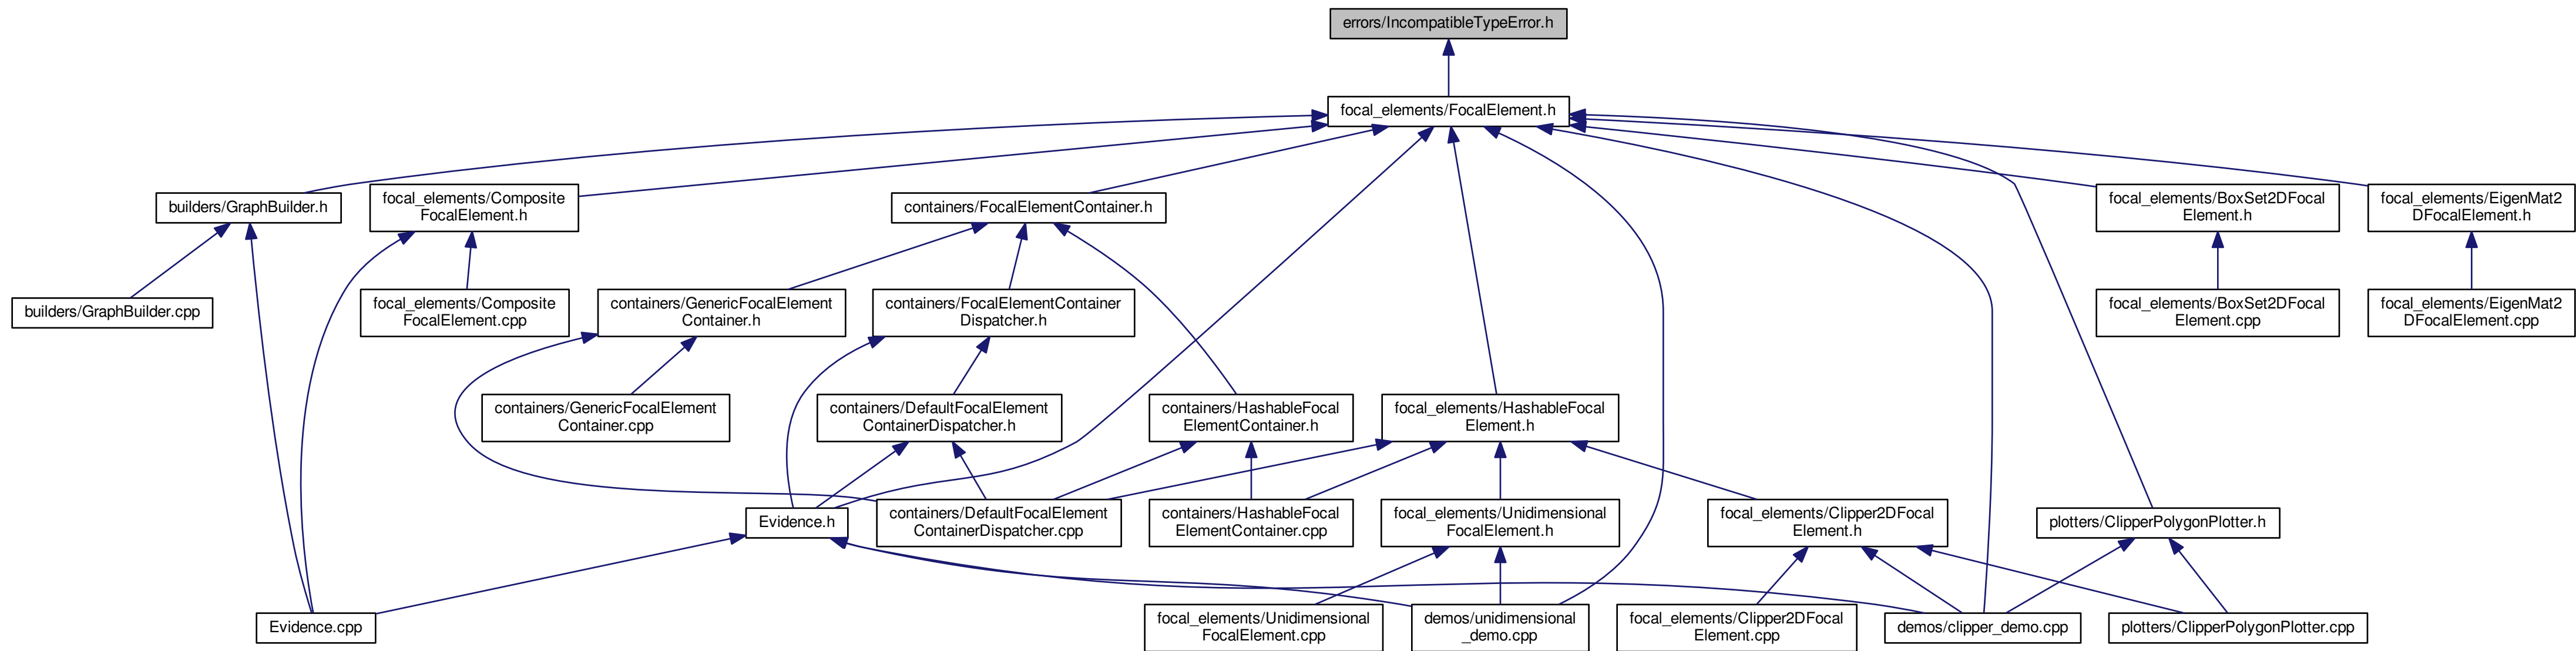 errors/IncompatibleTypeError.h
focal_elements/FocalElement.h
builders/GraphBuilder.h
focal_elements/Composite
FocalElement.h
containers/FocalElementContainer.h
focal_elements/BoxSet2DFocal
Element.h
focal_elements/EigenMat2
DFocalElement.h
builders/GraphBuilder.cpp
focal_elements/Composite
FocalElement.cpp
containers/GenericFocalElement
Container.h
containers/FocalElementContainer
Dispatcher.h
focal_elements/BoxSet2DFocal
Element.cpp
focal_elements/EigenMat2
DFocalElement.cpp
containers/GenericFocalElement
Container.cpp
containers/DefaultFocalElement
ContainerDispatcher.h
containers/HashableFocal
ElementContainer.h
focal_elements/HashableFocal
Element.h
Evidence.h
containers/DefaultFocalElement
ContainerDispatcher.cpp
containers/HashableFocal
ElementContainer.cpp
focal_elements/Unidimensional
FocalElement.h
focal_elements/Clipper2DFocal
Element.h
plotters/ClipperPolygonPlotter.h
Evidence.cpp
focal_elements/Unidimensional
FocalElement.cpp
demos/unidimensional
_demo.cpp
focal_elements/Clipper2DFocal
Element.cpp
demos/clipper_demo.cpp
plotters/ClipperPolygonPlotter.cpp